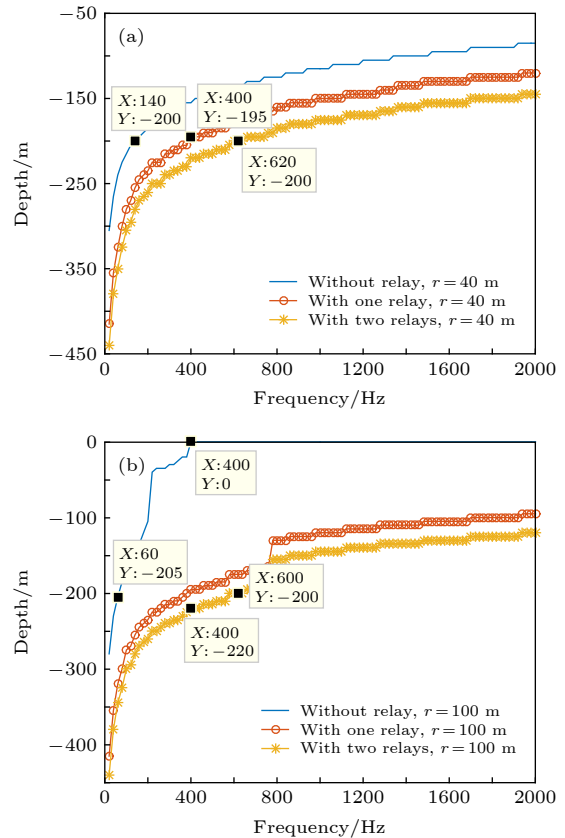 −50
(a)
X:140
Y:−200
X:400
Y:−195
−150
X:620
Y:−200
Depth/m
−250
−350
Without relay, r=40 m
With one relay, r=40 m
With two relays, r=40 m
−450
0 400 800 1200 1600 2000
Frequency/Hz
0
(b)
X:400
Y:0
−100
X:60
Y:−205
X:600
Y:−200
−200
X:400
Y:−220
Depth/m
−300
Without relay, r=100 m
With one relay, r=100 m
With two relays, r=100 m
−400
0 400 800 1200 1600 2000
Frequency/Hz